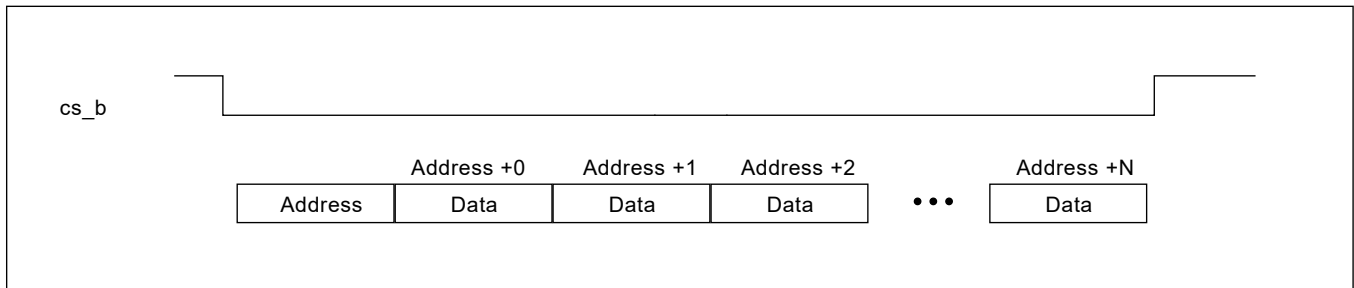 cs_b
Address +0 Address +1 Address +2 Address +N
Address Data Data Data ••• Data